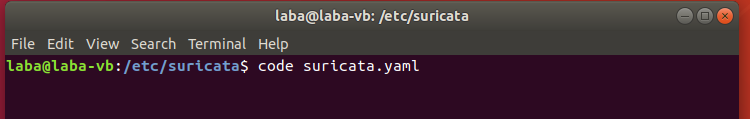 laba@laba-vb: /etc/suricata
File Edit View Search Terminal Help
laba@laba-vb:/etc/suricata$ code suricata.yaml